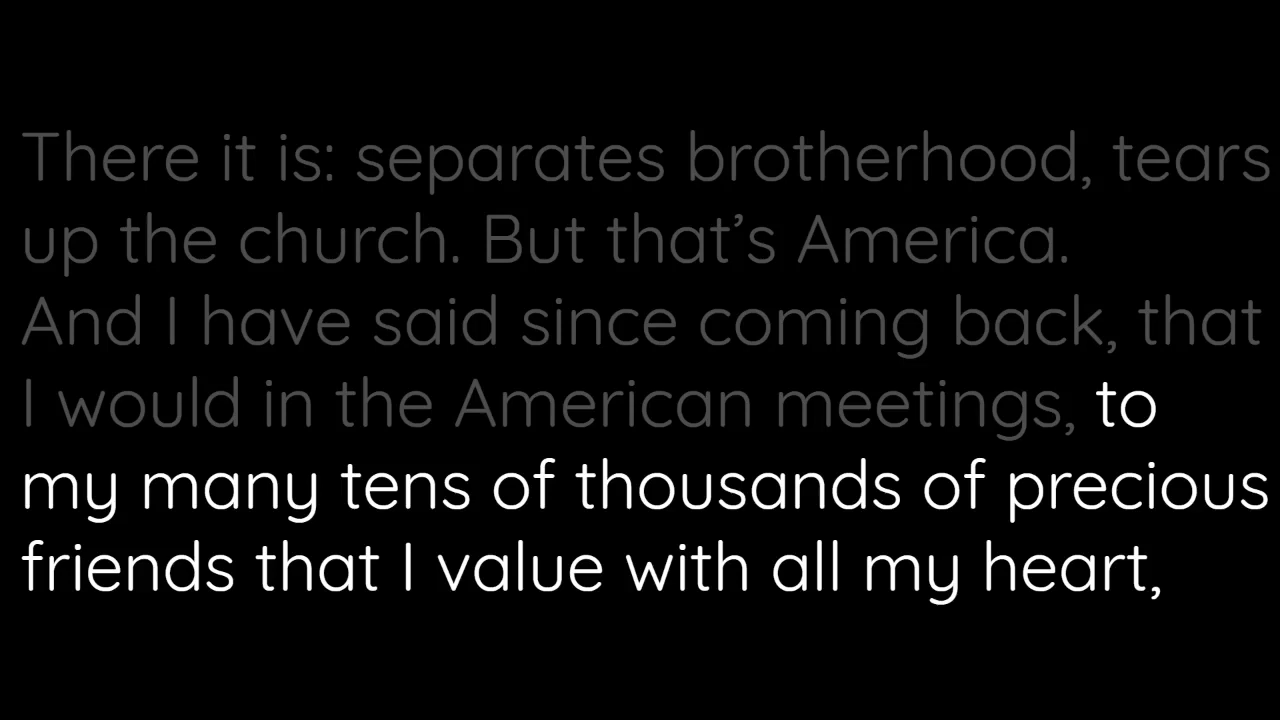 There it is: separates brotherhood, tears
up the church. But that’s America.
And I have said since coming back, that
I would in the American meetings, to
my many tens of thousands of precious
friends that I value with all my heart,